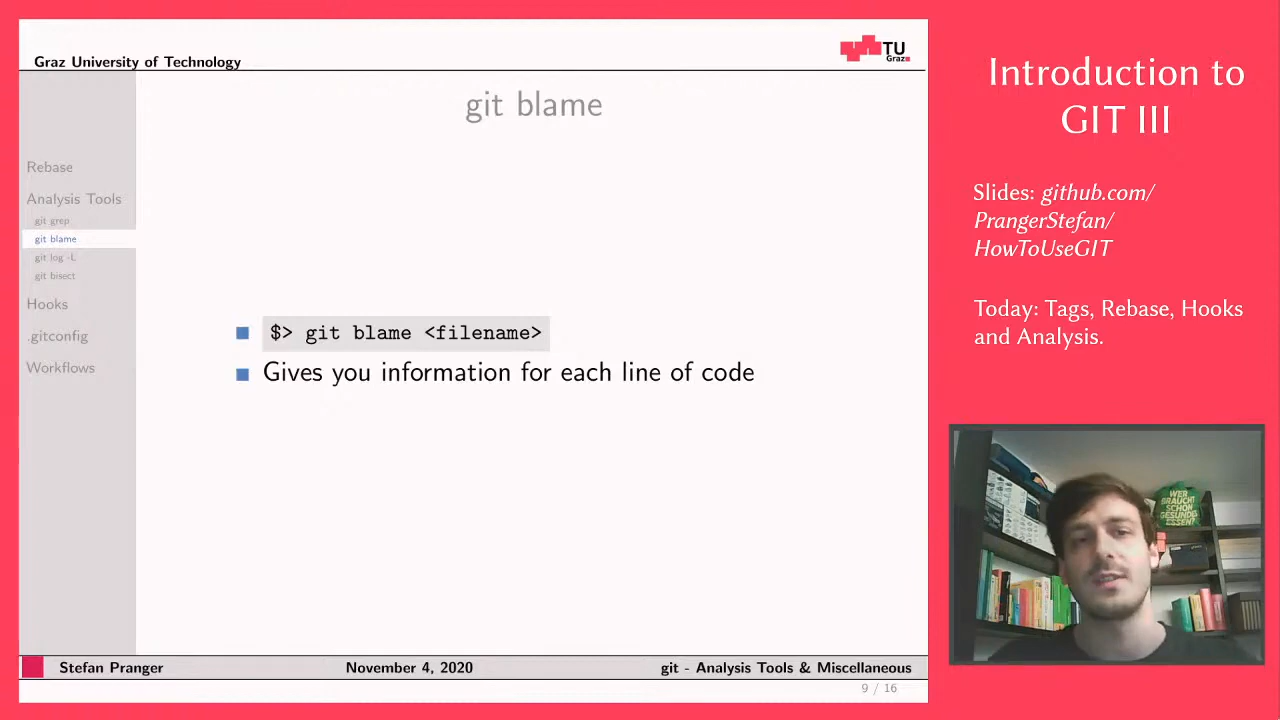 Graz University of Technology
TU
Graz
git blame
Rebase
Analysis Tools
git grep
git blame
git log -L
git bisect
Hooks
.gitconfig
Workflows
$> git blame <filename>
Gives you information for each line of code
Stefan Pranger
November 4, 2020
git - Analysis Tools & Miscellaneous
9 / 16
Introduction to
GIT III
Slides: github.com/
PrangerStefan/
HowToUseGIT
Today: Tags, Rebase, Hooks
and Analysis.
WER
BRAUCHT
SCHON
GESUNDES
ESSEN?